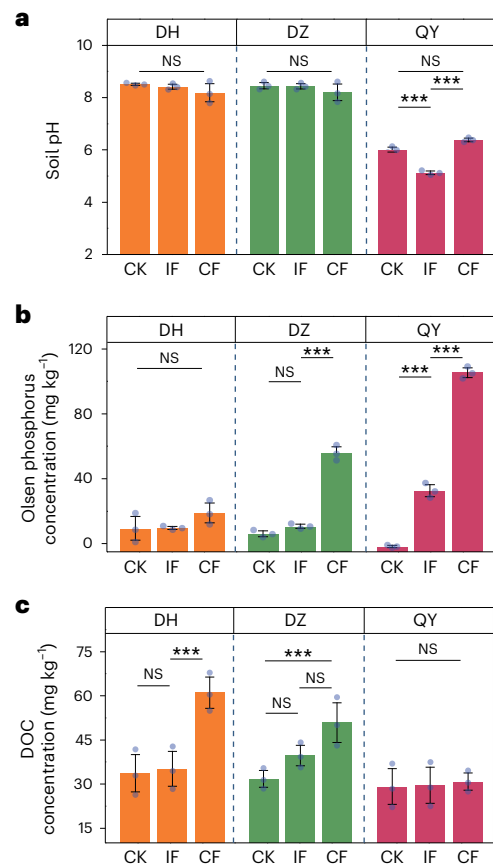 a
DH DZ QY
Soil pH
10
8
6
4
2
NS NS NS
*** ***
CK IF CF CK IF CF CK IF CF
b
DH DZ QY
Olsen phosphorus
concentration (mg kg⁻¹)
120
80
40
0
NS NS *** *** ***
CK IF CF CK IF CF CK IF CF
c
DH DZ QY
DOC
concentration (mg kg⁻¹)
75
60
45
30
15
NS *** NS NS *** NS
CK IF CF CK IF CF CK IF CF